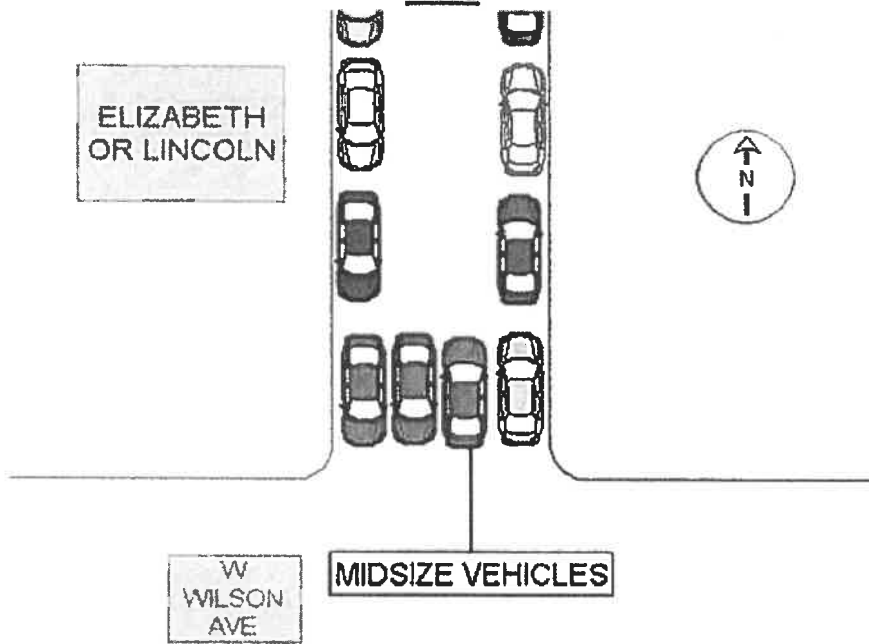 ELIZABETH
OR LINCOLN
N
MIDSIZE VEHICLES
W
WILSON
AVE